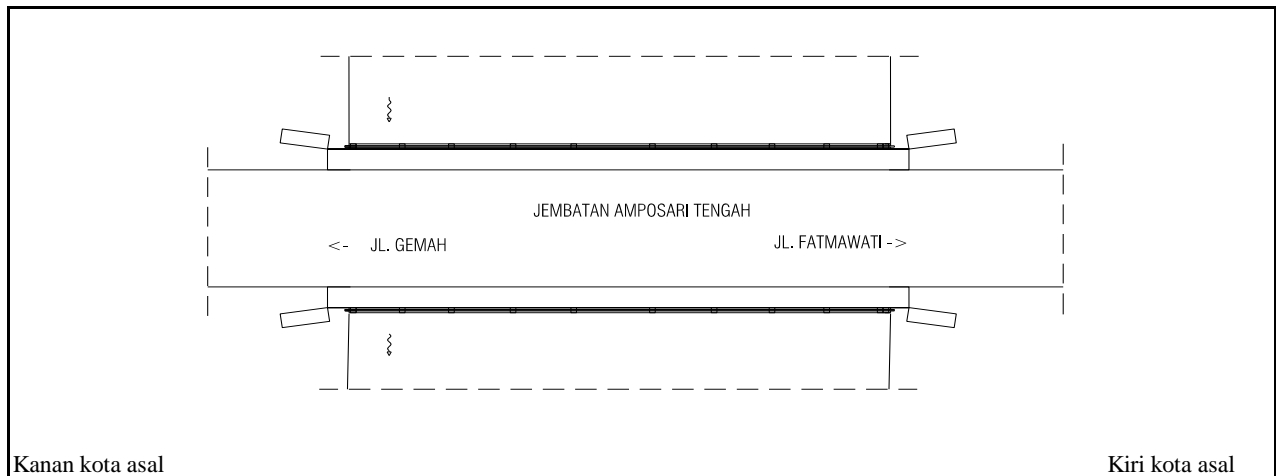 JEMBATAN AMPOSARI TENGAH
<- JL. GEMAH JL. FATMAWATI ->
Kanan kota asal Kiri kota asal